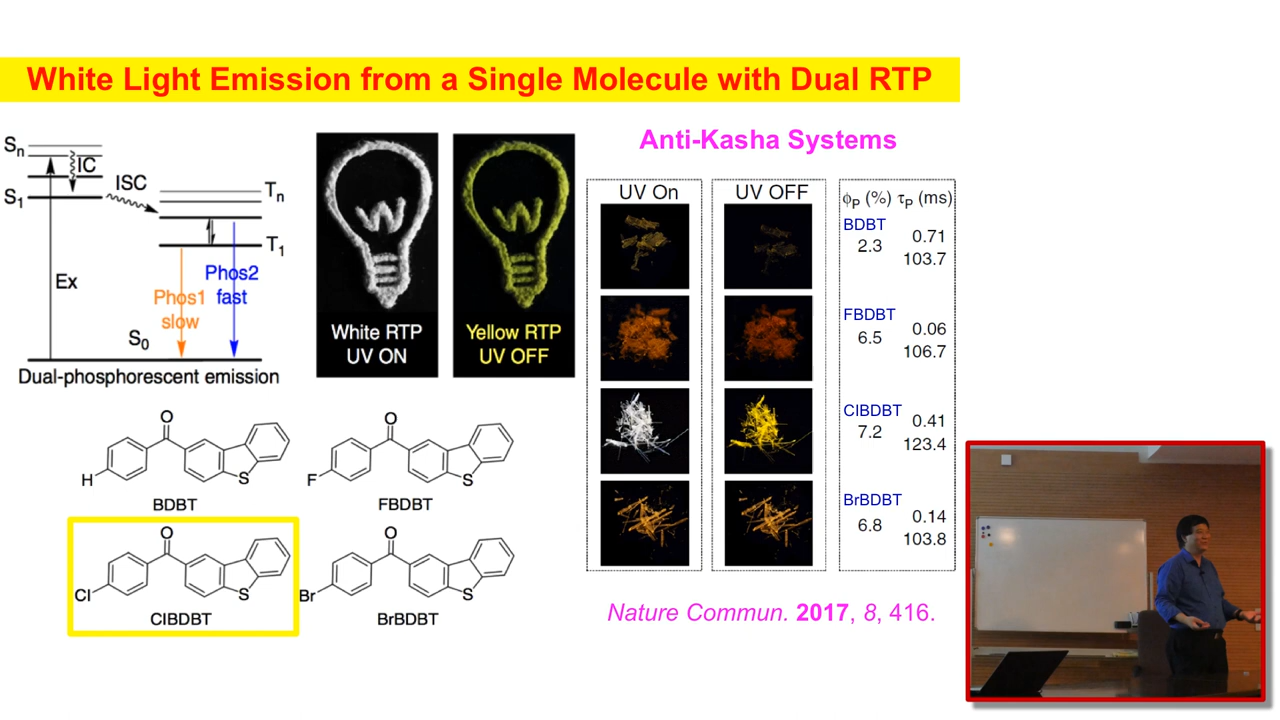 White Light Emission from a Single Molecule with Dual RTP
Anti-Kasha Systems
Sn
IC
S1
ISC
Tn
T1
Ex
Phos2
fast
Phos1
slow
S0
Dual-phosphorescent emission
White RTP
UV ON
Yellow RTP
UV OFF
UV On
UV OFF
ϕP (%) τP (ms)
BDBT
2.3
0.71
103.7
FBDBT
6.5
0.06
106.7
ClBDBT
7.2
0.41
123.4
BrBDBT
6.8
0.14
103.8
O
H
S
BDBT
O
F
S
FBDBT
O
Cl
S
ClBDBT
O
Br
S
BrBDBT
Nature Commun. 2017, 8, 416.